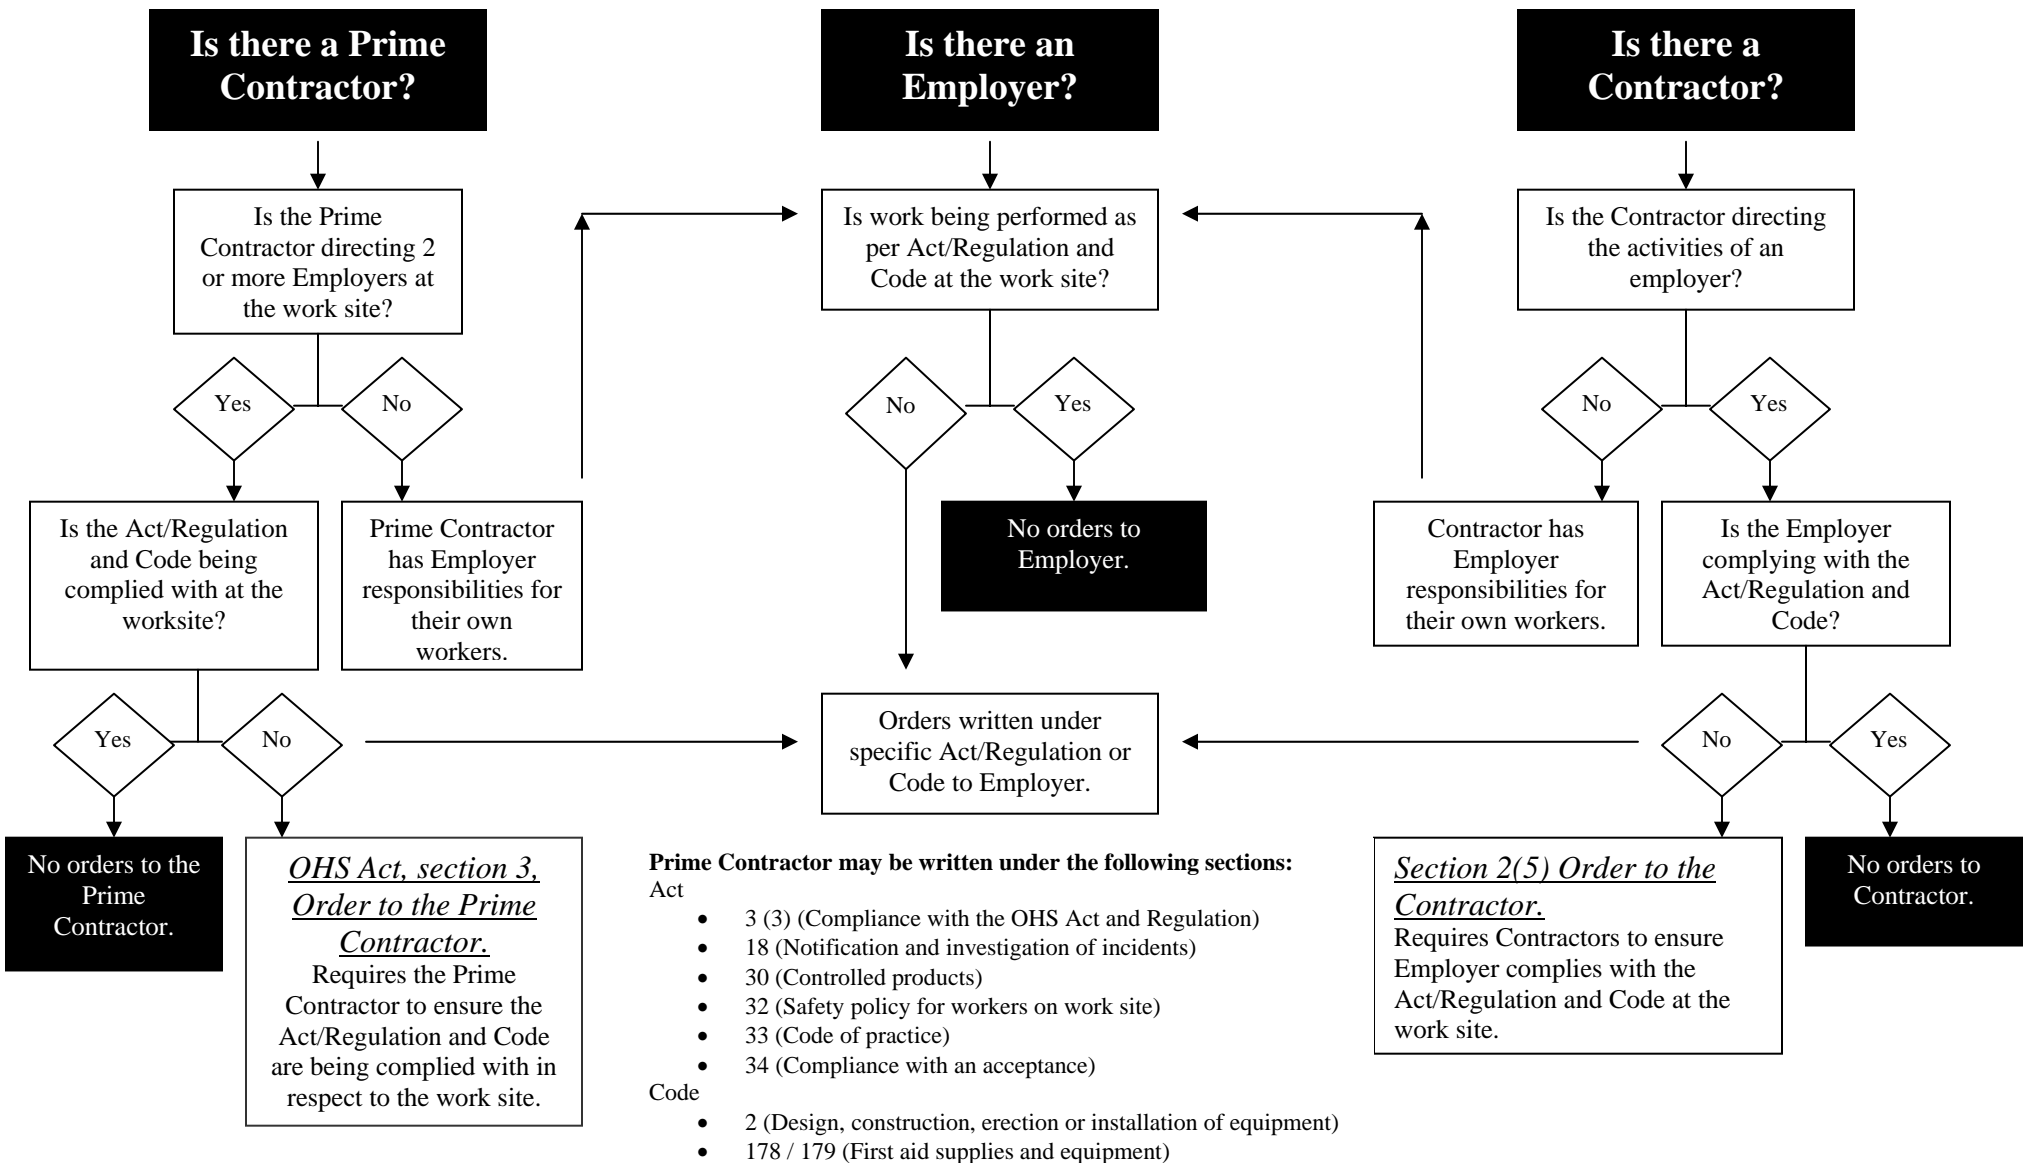 Is there a Prime
Contractor?
Is the Prime
Contractor directing 2
or more Employers at
the work site?
Yes
No
Is the Act/Regulation
and Code being
complied with at the
worksite?
Prime Contractor
has Employer
responsibilities for
their own
workers.
Yes
No
No orders to the
Prime
Contractor.
OHS Act, section 3,
Order to the Prime
Contractor.
Requires the Prime
Contractor to ensure the
Act/Regulation and Code
are being complied with in
respect to the work site.
Is there an
Employer?
Is work being performed as
per Act/Regulation and
Code at the work site?
No
Yes
No orders to
Employer.
Orders written under
specific Act/Regulation or
Code to Employer.
Prime Contractor may be written under the following sections:
Act
• 3 (3) (Compliance with the OHS Act and Regulation)
• 18 (Notification and investigation of incidents)
• 30 (Controlled products)
• 32 (Safety policy for workers on work site)
• 33 (Code of practice)
• 34 (Compliance with an acceptance)
Code
• 2 (Design, construction, erection or installation of equipment)
• 178 / 179 (First aid supplies and equipment)
Is there a
Contractor?
Is the Contractor directing
the activities of an
employer?
No
Yes
Contractor has
Employer
responsibilities for
their own workers.
Is the Employer
complying with the
Act/Regulation and
Code?
No
Yes
Section 2(5) Order to the
Contractor.
Requires Contractors to ensure
Employer complies with the
Act/Regulation and Code at the
work site.
No orders to
Contractor.